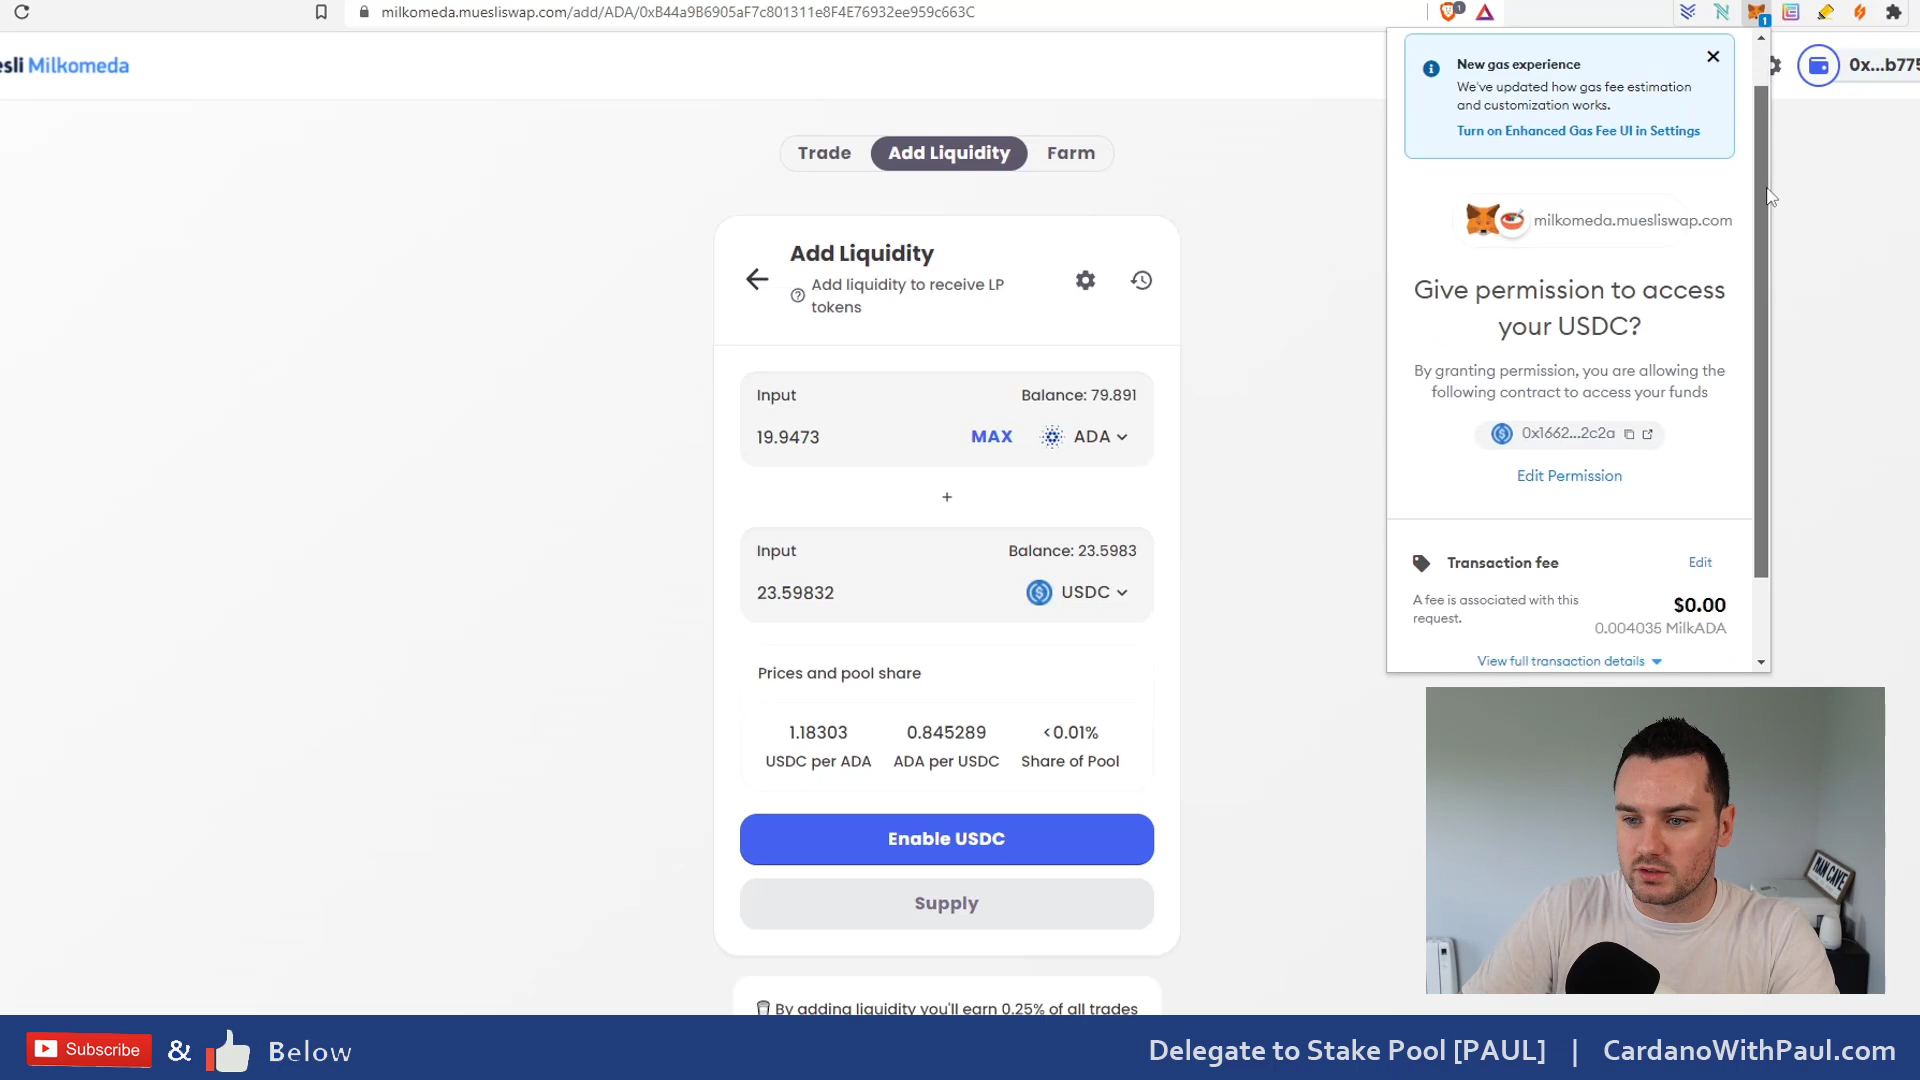 milkomeda.muesliswap.com/add/ADA/0xB44a9B6905aF7c801311e8F4E76932ee959c663C
1
1
esli Milkomeda
0x...b775
Trade
Add Liquidity
Farm
Add Liquidity
Add liquidity to receive LP
tokens
Input
Balance: 79.891
19.9473
MAX
ADA
+
Input
Balance: 23.5983
23.59832
USDC
Prices and pool share
1.18303
0.845289
<0.01%
USDC per ADA
ADA per USDC
Share of Pool
Enable USDC
Supply
By adding liquidity you'll earn 0.25% of all trades
New gas experience
We've updated how gas fee estimation
and customization works.
Turn on Enhanced Gas Fee UI in Settings
milkomeda.muesliswap.com
Give permission to access
your USDC?
By granting permission, you are allowing the
following contract to access your funds
0x1662...2c2a
Edit Permission
Transaction fee
Edit
A fee is associated with this
request.
$0.00
0.004035 MilkADA
View full transaction details
MAN CAVE
Subscribe
&
Below
Delegate to Stake Pool [PAUL] | CardanoWithPaul.com